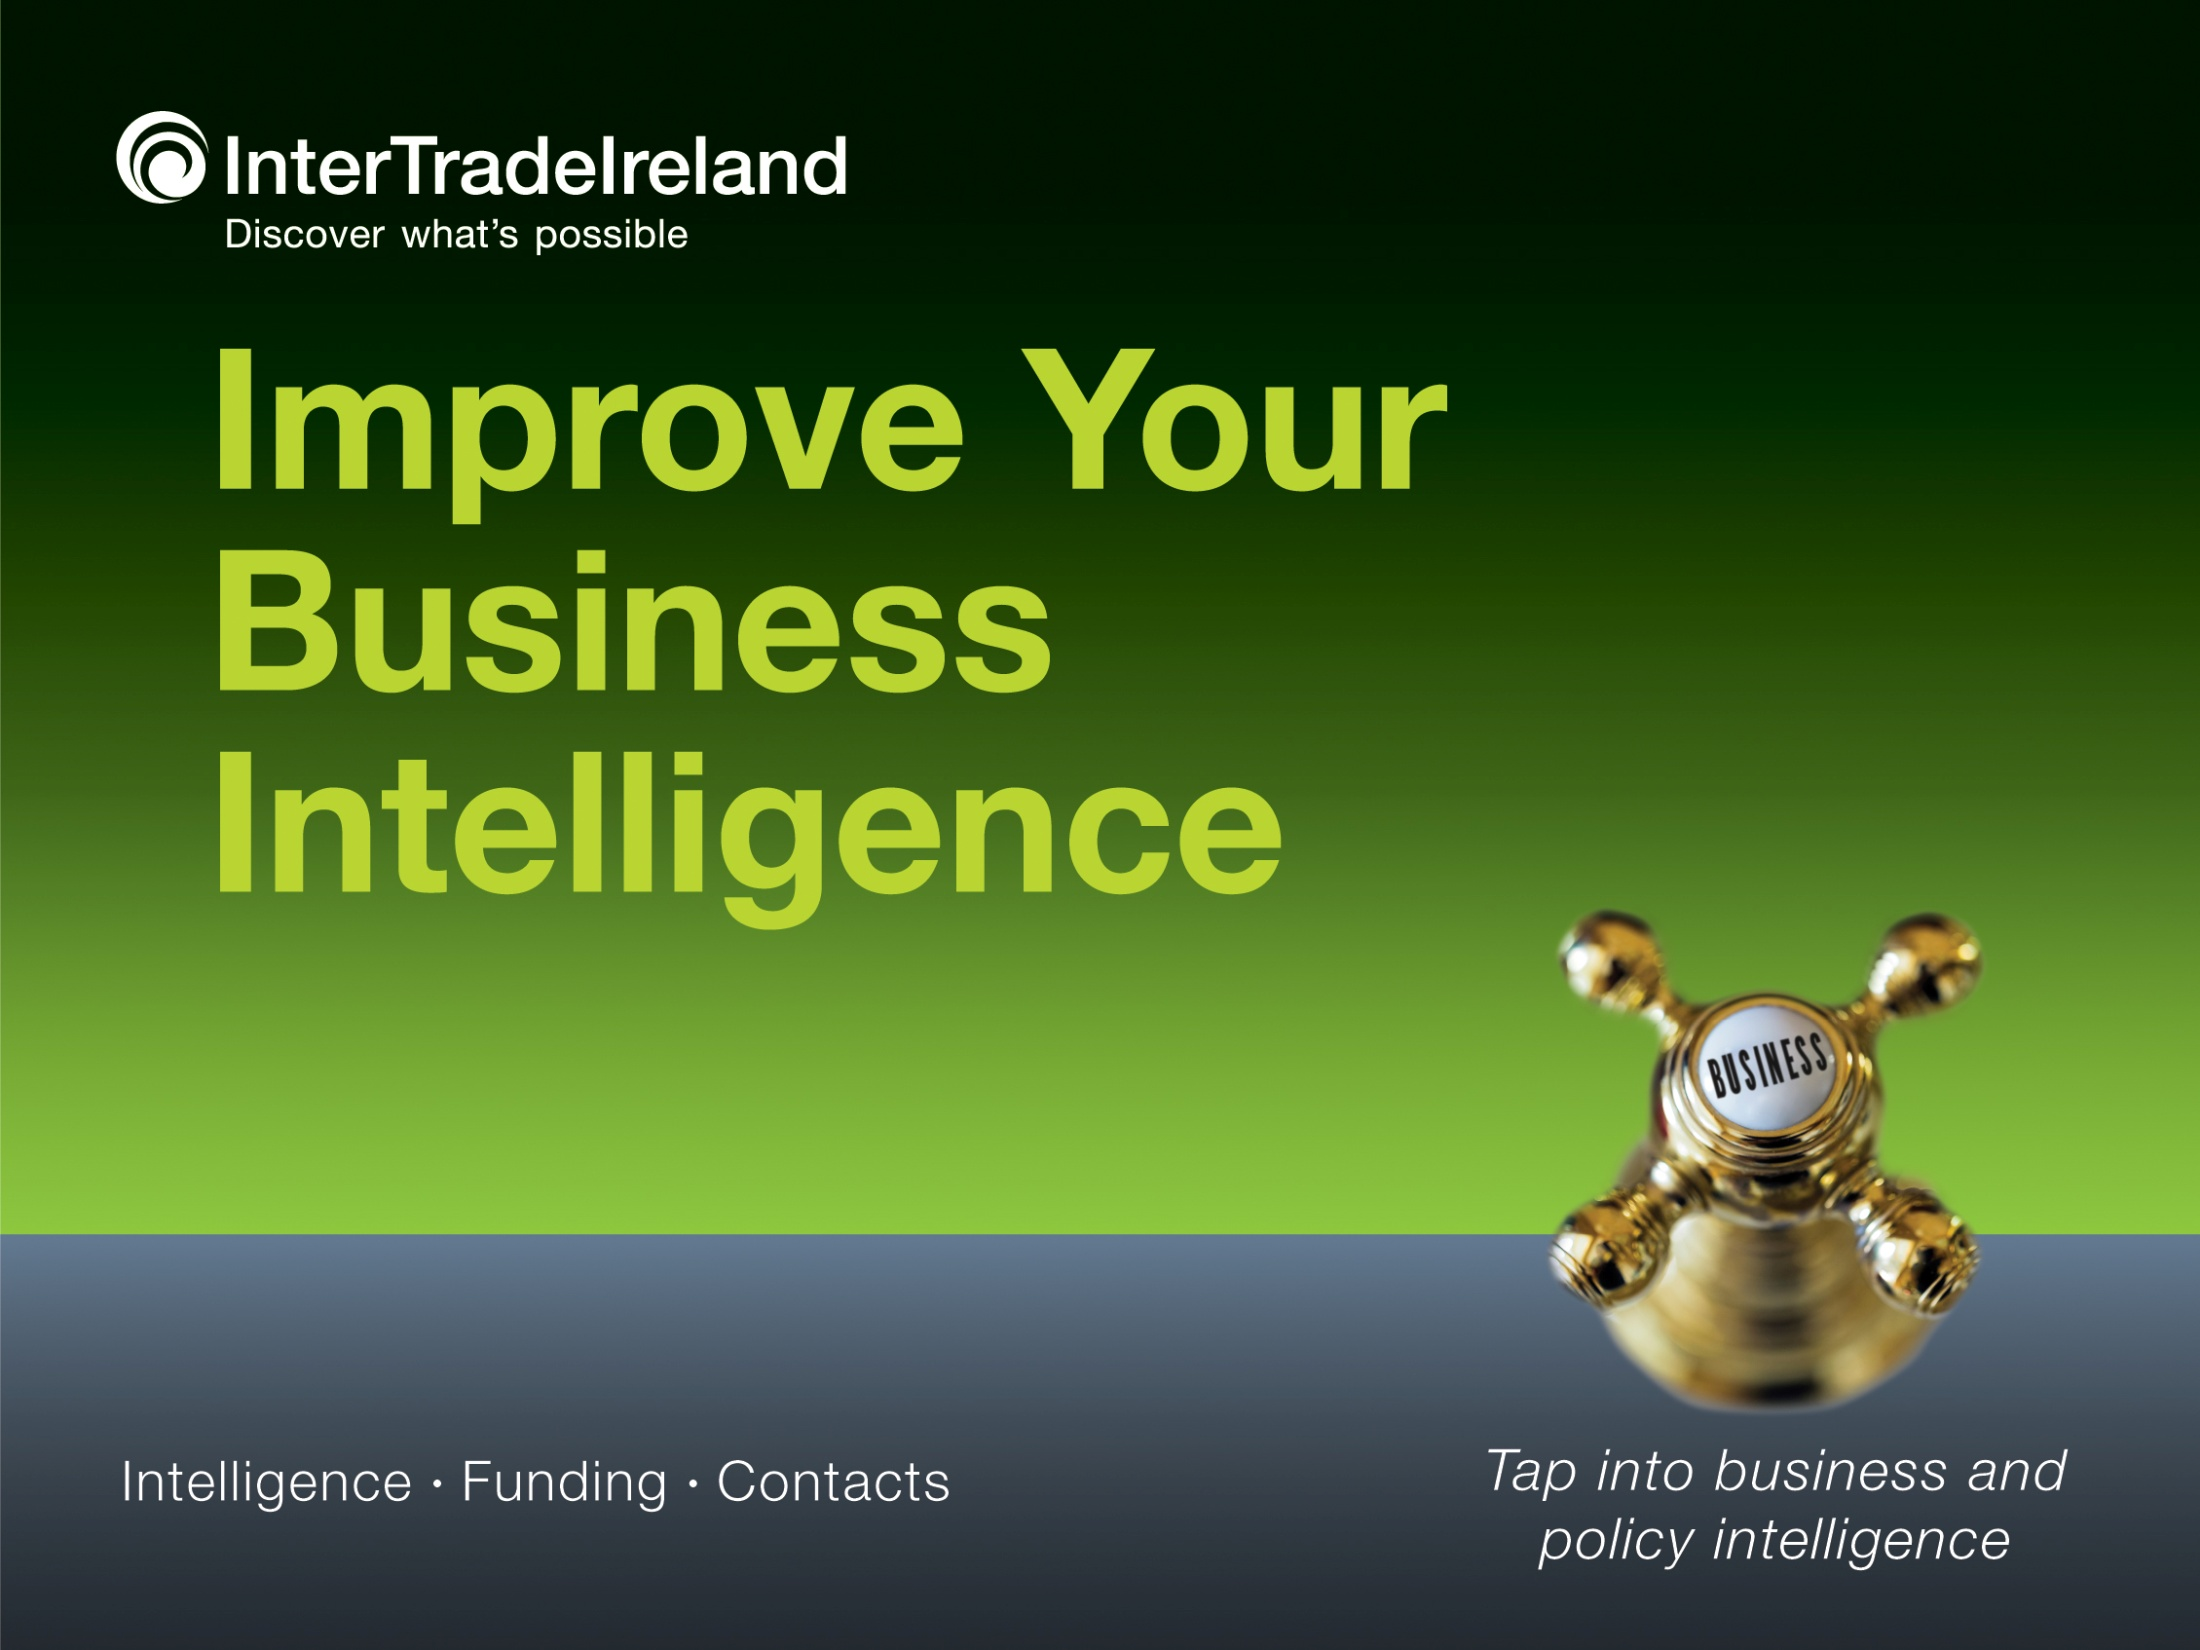 InterTradeIreland
Discover what’s possible
Improve Your
Business
Intelligence
BUSINESS
Intelligence · Funding · Contacts
Tap into business and
policy intelligence